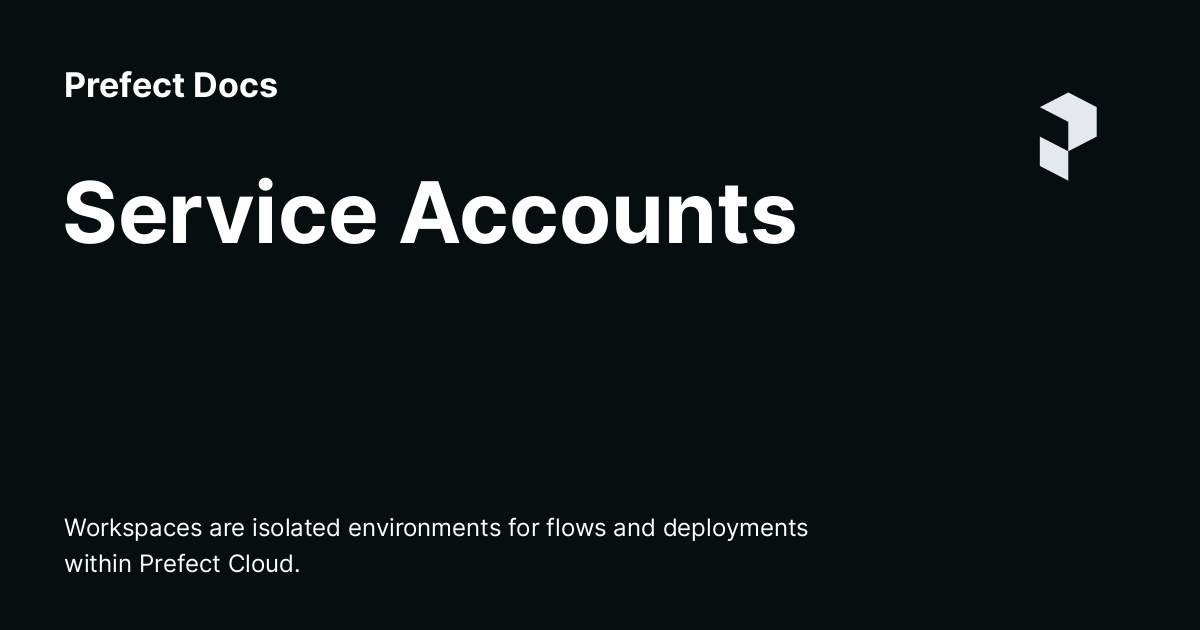 Prefect Docs
Service Accounts
Workspaces are isolated environments for flows and deployments
within Prefect Cloud.